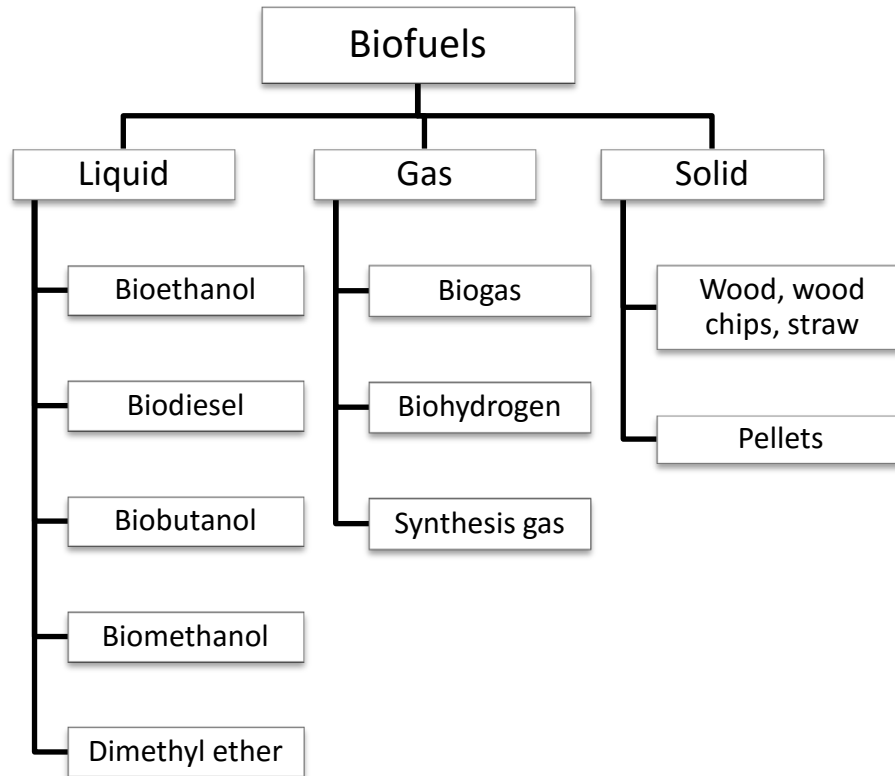 Biofuels
Liquid
Gas
Solid
Bioethanol
Biodiesel
Biobutanol
Biomethanol
Dimethyl ether
Biogas
Biohydrogen
Synthesis gas
Wood, wood
chips, straw
Pellets